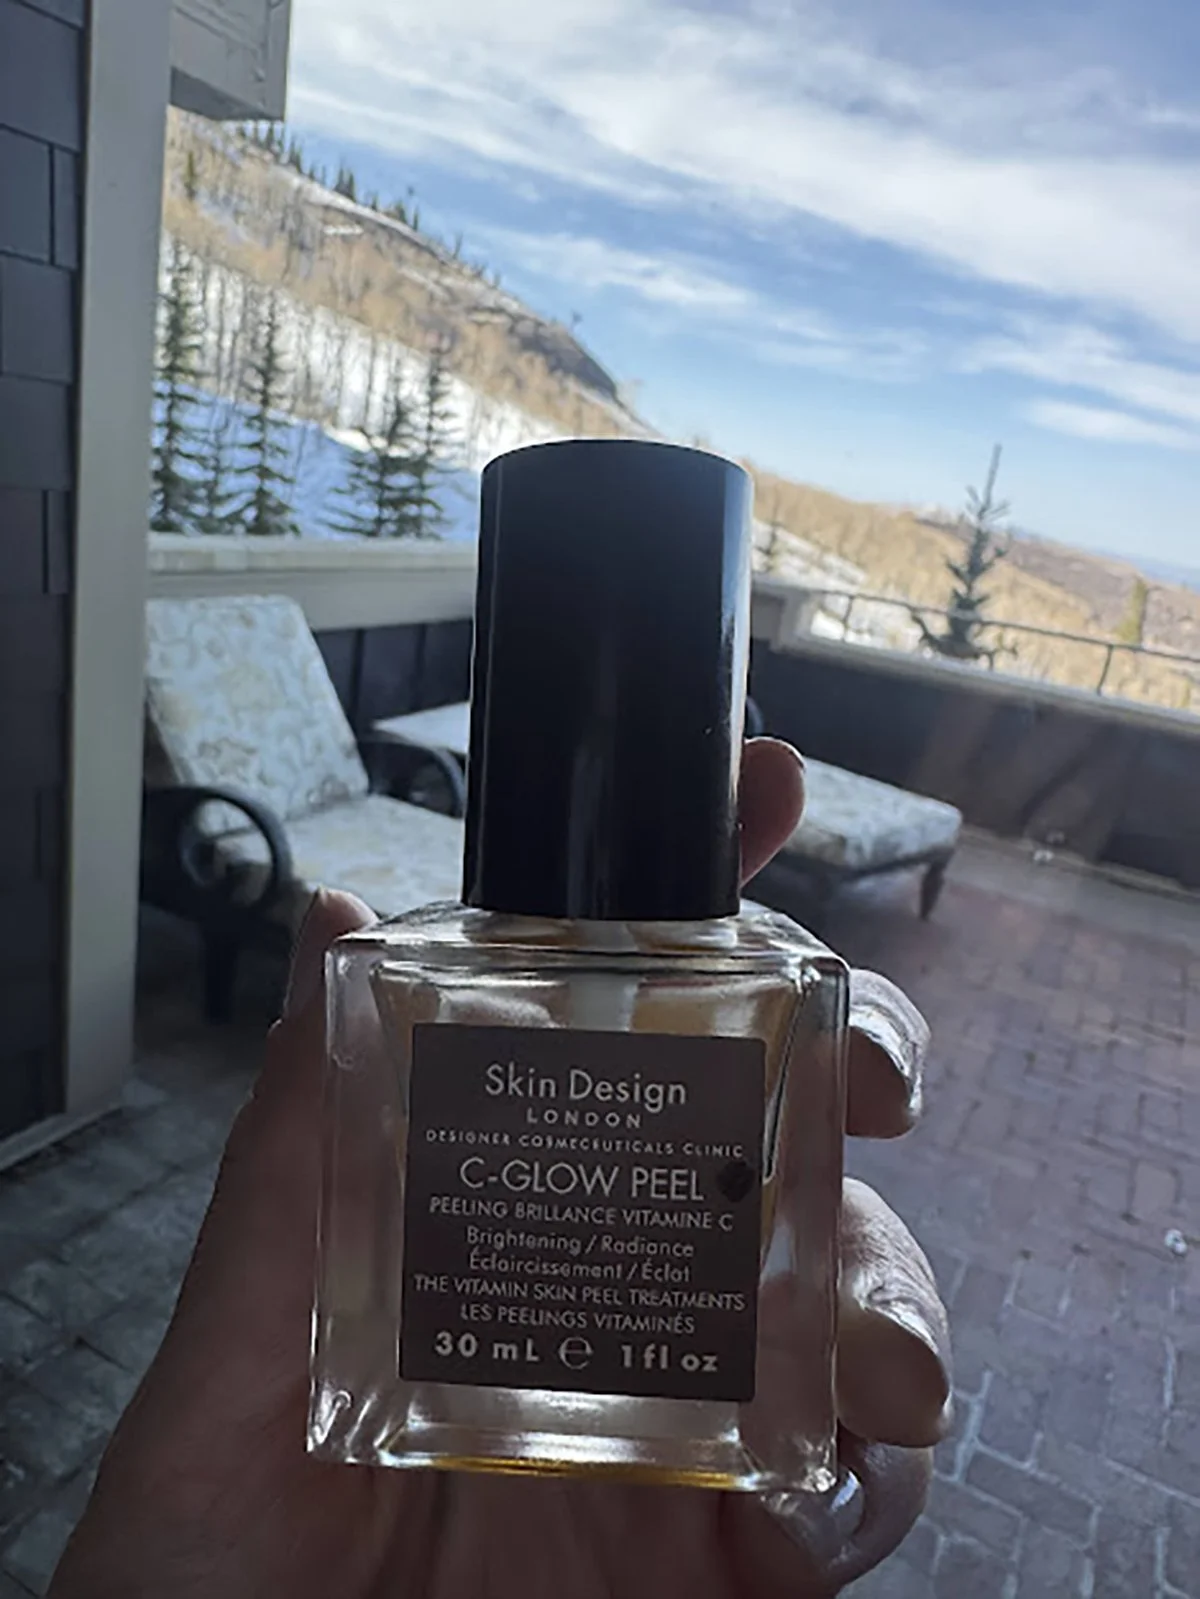 Skin Design
LONDON
DESIGNER COSMECEUTICALS CLINIC
C-GLOW PEEL
PEELING BRILLANCE VITAMINE C
Brightening / Radiance
Éclaircissement / Éclat
THE VITAMIN SKIN PEEL TREATMENTS
LES PEELINGS VITAMINÉS
30 mL ℮ 1 fl oz